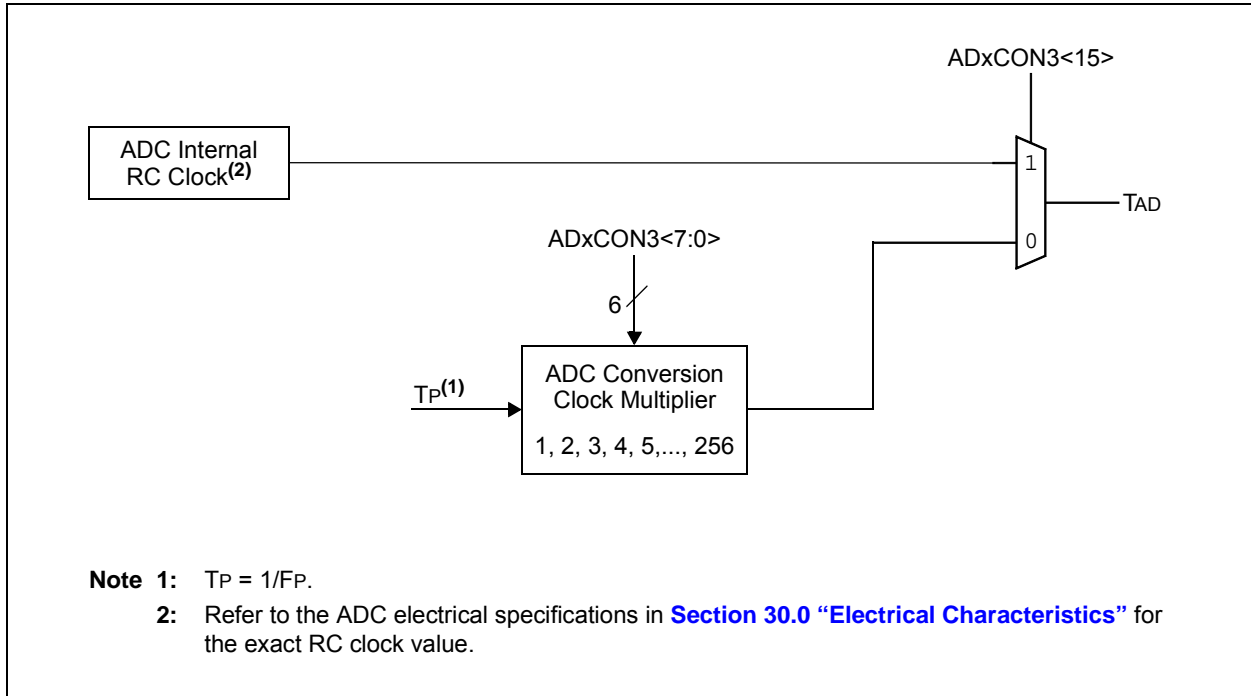 ADxCON3<15>
ADC Internal
RC Clock(2)
1
TAD
ADxCON3<7:0>
0
6
TP(1)
ADC Conversion
Clock Multiplier
1, 2, 3, 4, 5,..., 256
Note 1: TP = 1/FP.
2: Refer to the ADC electrical specifications in Section 30.0 “Electrical Characteristics” for
the exact RC clock value.